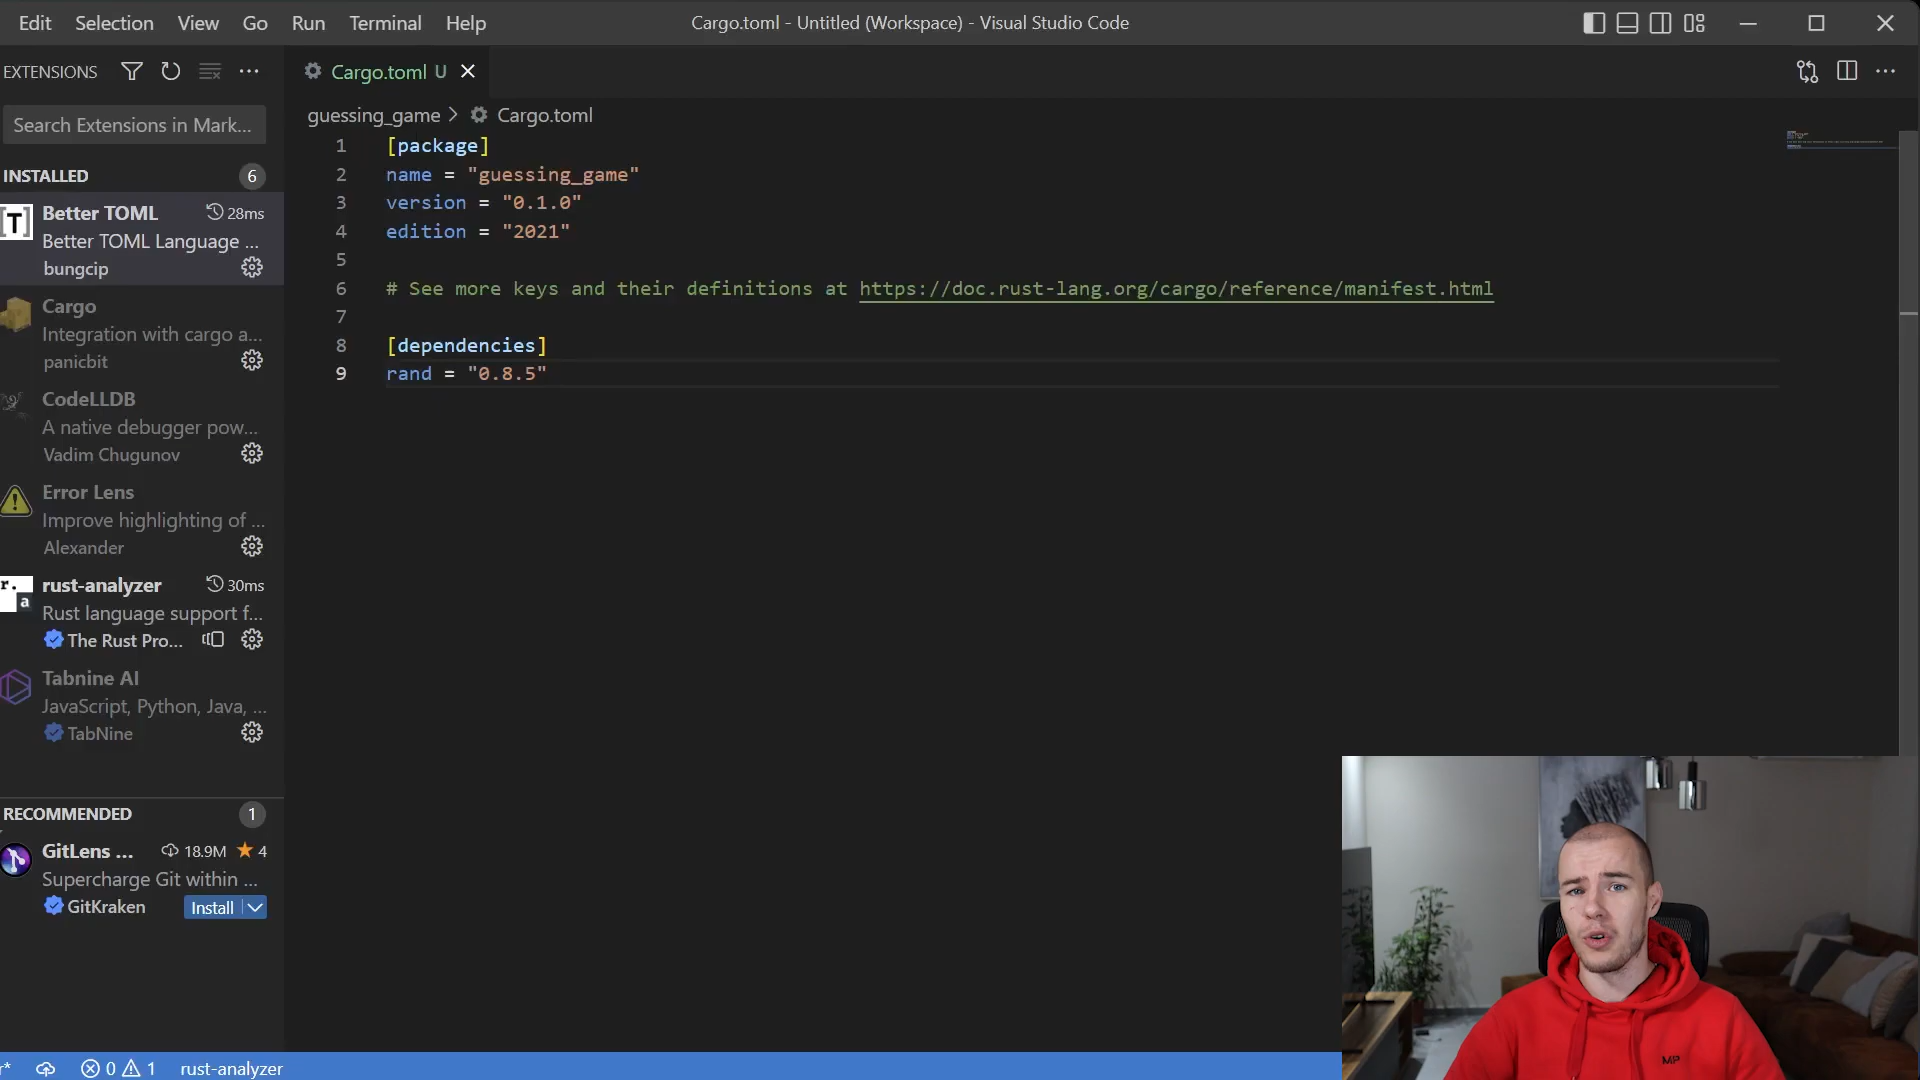 Edit Selection View Go Run Terminal Help
Cargo.toml - Untitled (Workspace) - Visual Studio Code
EXTENSIONS
Cargo.toml U
Search Extensions in Mark...
guessing_game > Cargo.toml
INSTALLED 6
Better TOML 28ms
Better TOML Language ...
bungcip
Cargo
Integration with cargo a...
panicbit
CodeLLDB
A native debugger pow...
Vadim Chugunov
Error Lens
Improve highlighting of ...
Alexander
r.
a
rust-analyzer 30ms
Rust language support f...
The Rust Pro...
Tabnine AI
JavaScript, Python, Java, ...
TabNine
RECOMMENDED 1
GitLens ... 18.9M 4
Supercharge Git within ...
GitKraken Install
1 [package]
2 name = "guessing_game"
3 version = "0.1.0"
4 edition = "2021"
5
6 # See more keys and their definitions at https://doc.rust-lang.org/cargo/reference/manifest.html
7
8 [dependencies]
9 rand = "0.8.5"
MP
0 1 rust-analyzer